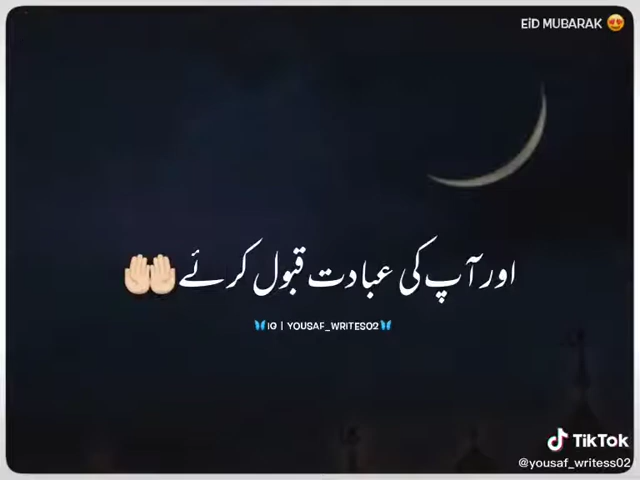 EiD MUBARAK 😍
اور آپ کی عبادت قبول کرئے 🤲🏻
🦋IG | YOUSAF_WRITES02🦋
TikTok
@yousaf_writess02